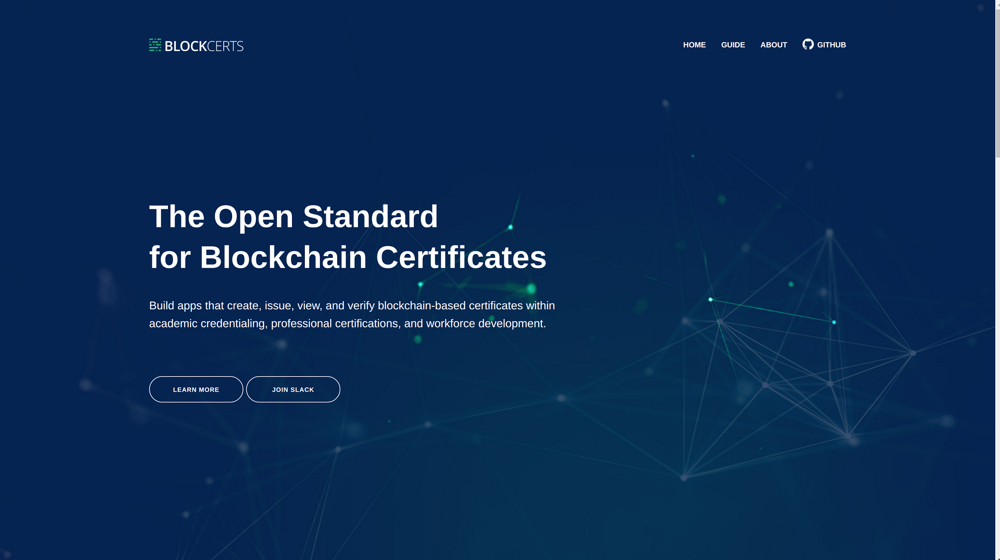 BLOCKCERTS
HOME
GUIDE
ABOUT
GITHUB
The Open Standard
for Blockchain Certificates
Build apps that create, issue, view, and verify blockchain-based certificates within
academic credentialing, professional certifications, and workforce development.
LEARN MORE
JOIN SLACK